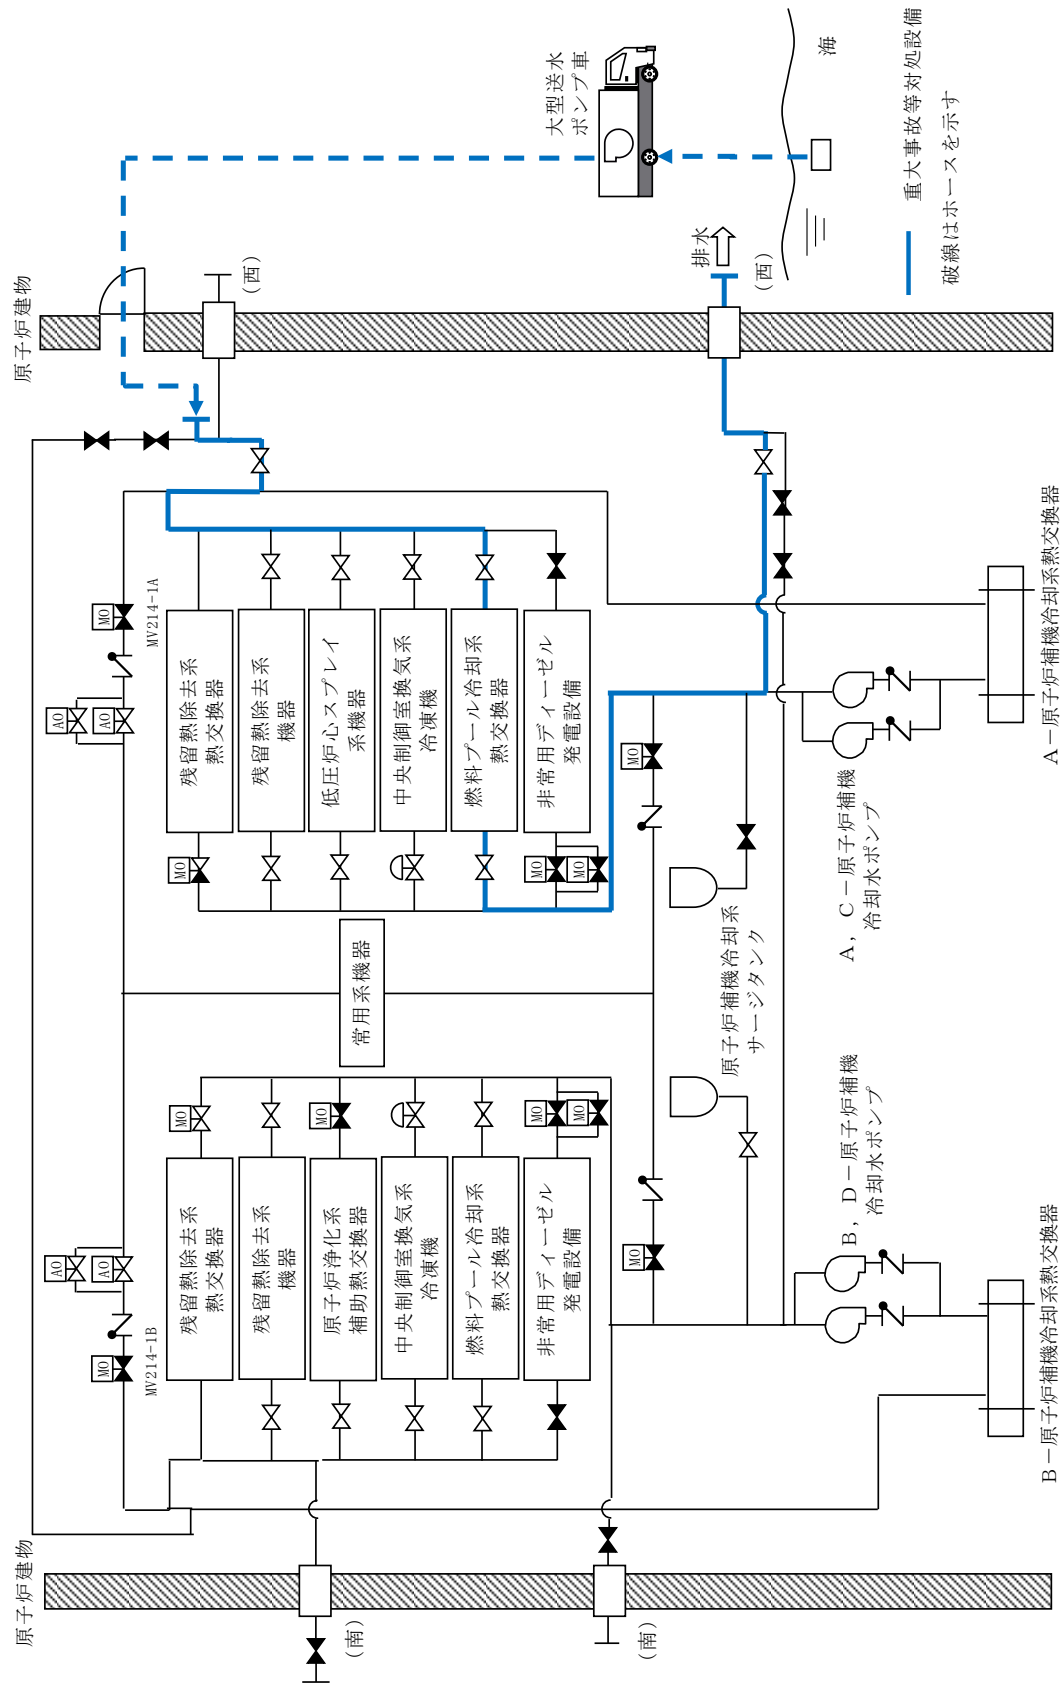 原子炉建物
(南)
(南)
B-原子炉補機冷却系熱交換器
B，D-原子炉補機
冷却水ポンプ
MV214-1B
MO
AO
AO
残留熱除去系
熱交換器
残留熱除去系
機器
原子炉浄化系
補助熱交換器
中央制御室換気系
冷凍機
燃料プール冷却系
熱交換器
非常用ディーゼル
発電設備
MO
MO
MO
MO
MO
常用系機器
原子炉補機冷却系
サージタンク
MO
AO
AO
MO
MV214-1A
残留熱除去系
熱交換器
残留熱除去系
機器
低圧炉心スプレイ
系機器
中央制御室換気系
冷凍機
燃料プール冷却系
熱交換器
非常用ディーゼル
発電設備
MO
MO
MO
MO
A，C-原子炉補機
冷却水ポンプ
A-原子炉補機冷却系熱交換器
原子炉建物
(西)
(西)
排水
大型送水
ポンプ車
海
重大事故等対処設備
破線はホースを示す